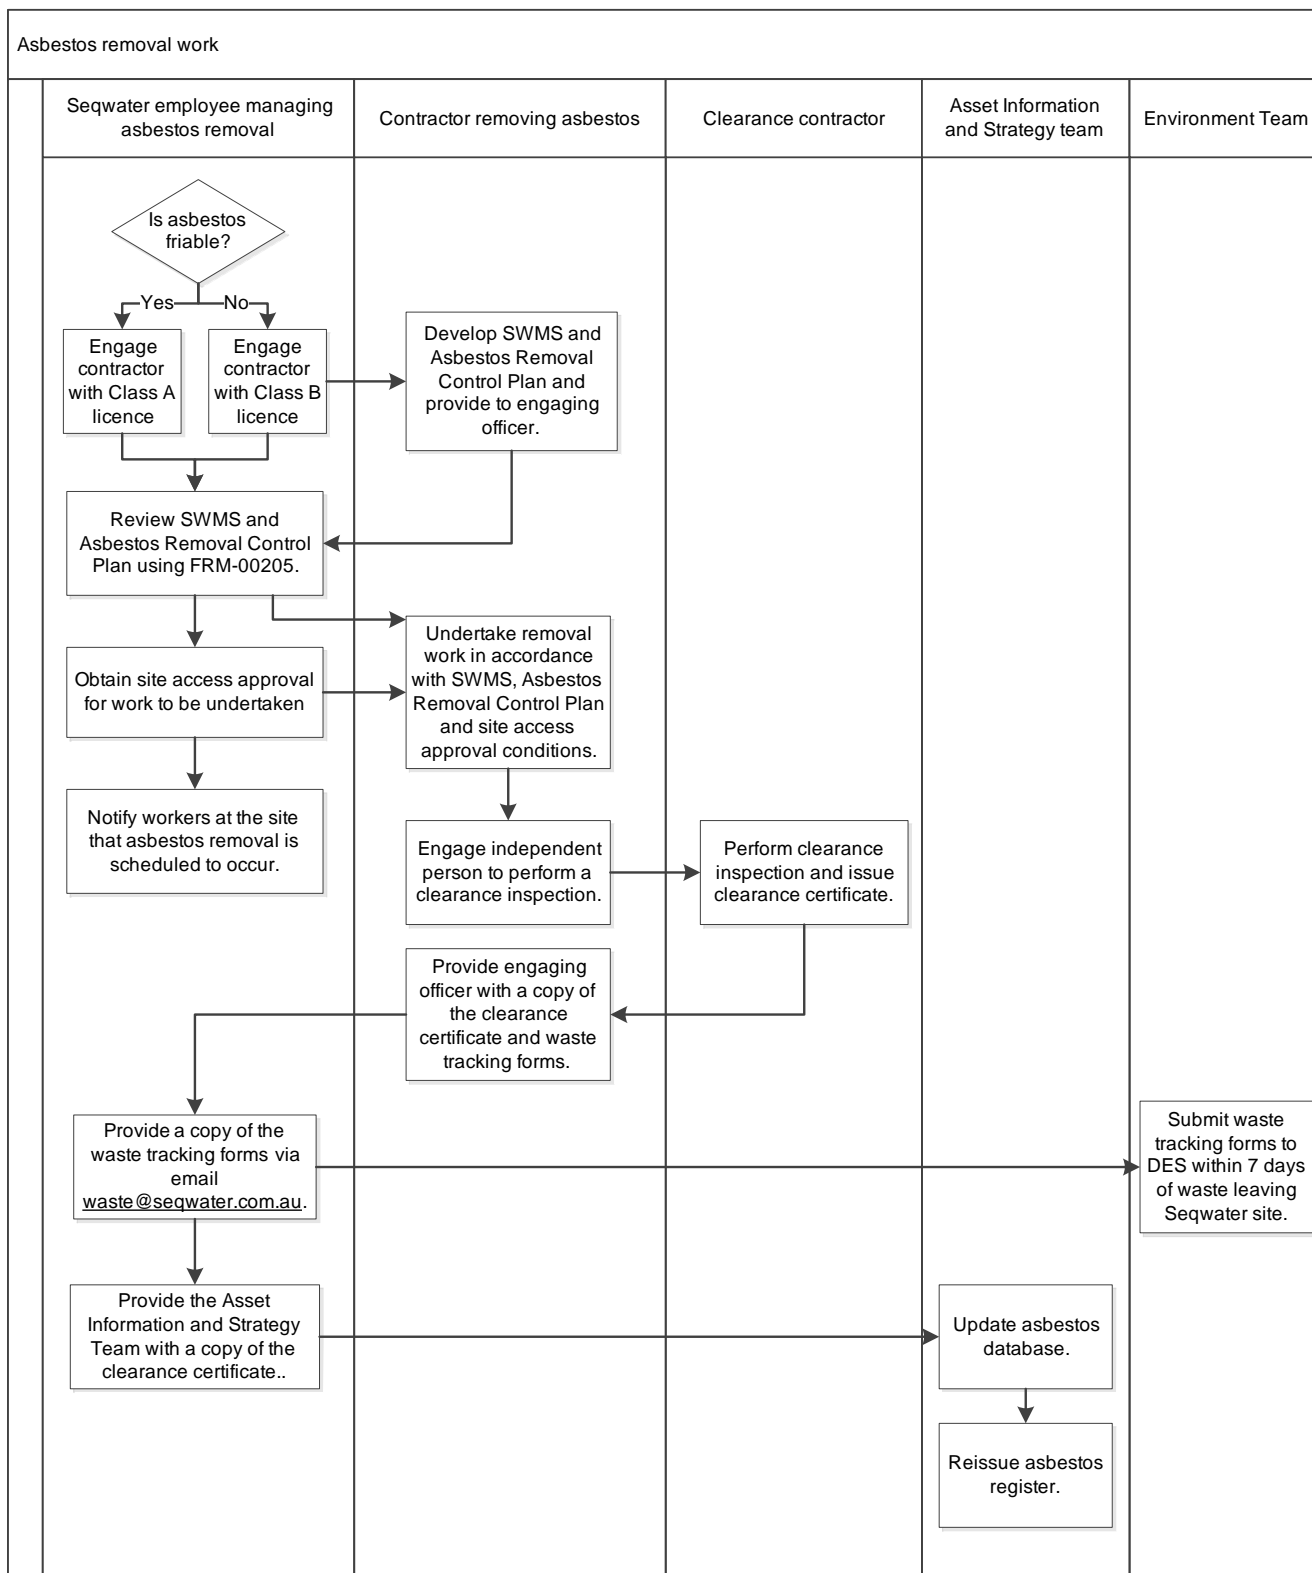 Asbestos removal work
Seqwater employee managing
asbestos removal
Contractor removing asbestos
Clearance contractor
Asset Information
and Strategy team
Environment Team
Is asbestos
friable?
Yes
No
Engage
contractor
with Class A
licence
Engage
contractor
with Class B
licence
Develop SWMS and
Asbestos Removal
Control Plan and
provide to engaging
officer.
Review SWMS and
Asbestos Removal Control
Plan using FRM-00205.
Undertake removal
work in accordance
with SWMS, Asbestos
Removal Control Plan
and site access
approval conditions.
Obtain site access approval
for work to be undertaken
Notify workers at the site
that asbestos removal is
scheduled to occur.
Engage independent
person to perform a
clearance inspection.
Perform clearance
inspection and issue
clearance certificate.
Provide engaging
officer with a copy of
the clearance
certificate and waste
tracking forms.
Provide a copy of the
waste tracking forms via
email
waste@seqwater.com.au.
Submit waste
tracking forms to
DES within 7 days
of waste leaving
Seqwater site.
Provide the Asset
Information and Strategy
Team with a copy of the
clearance certificate..
Update asbestos
database.
Reissue asbestos
register.